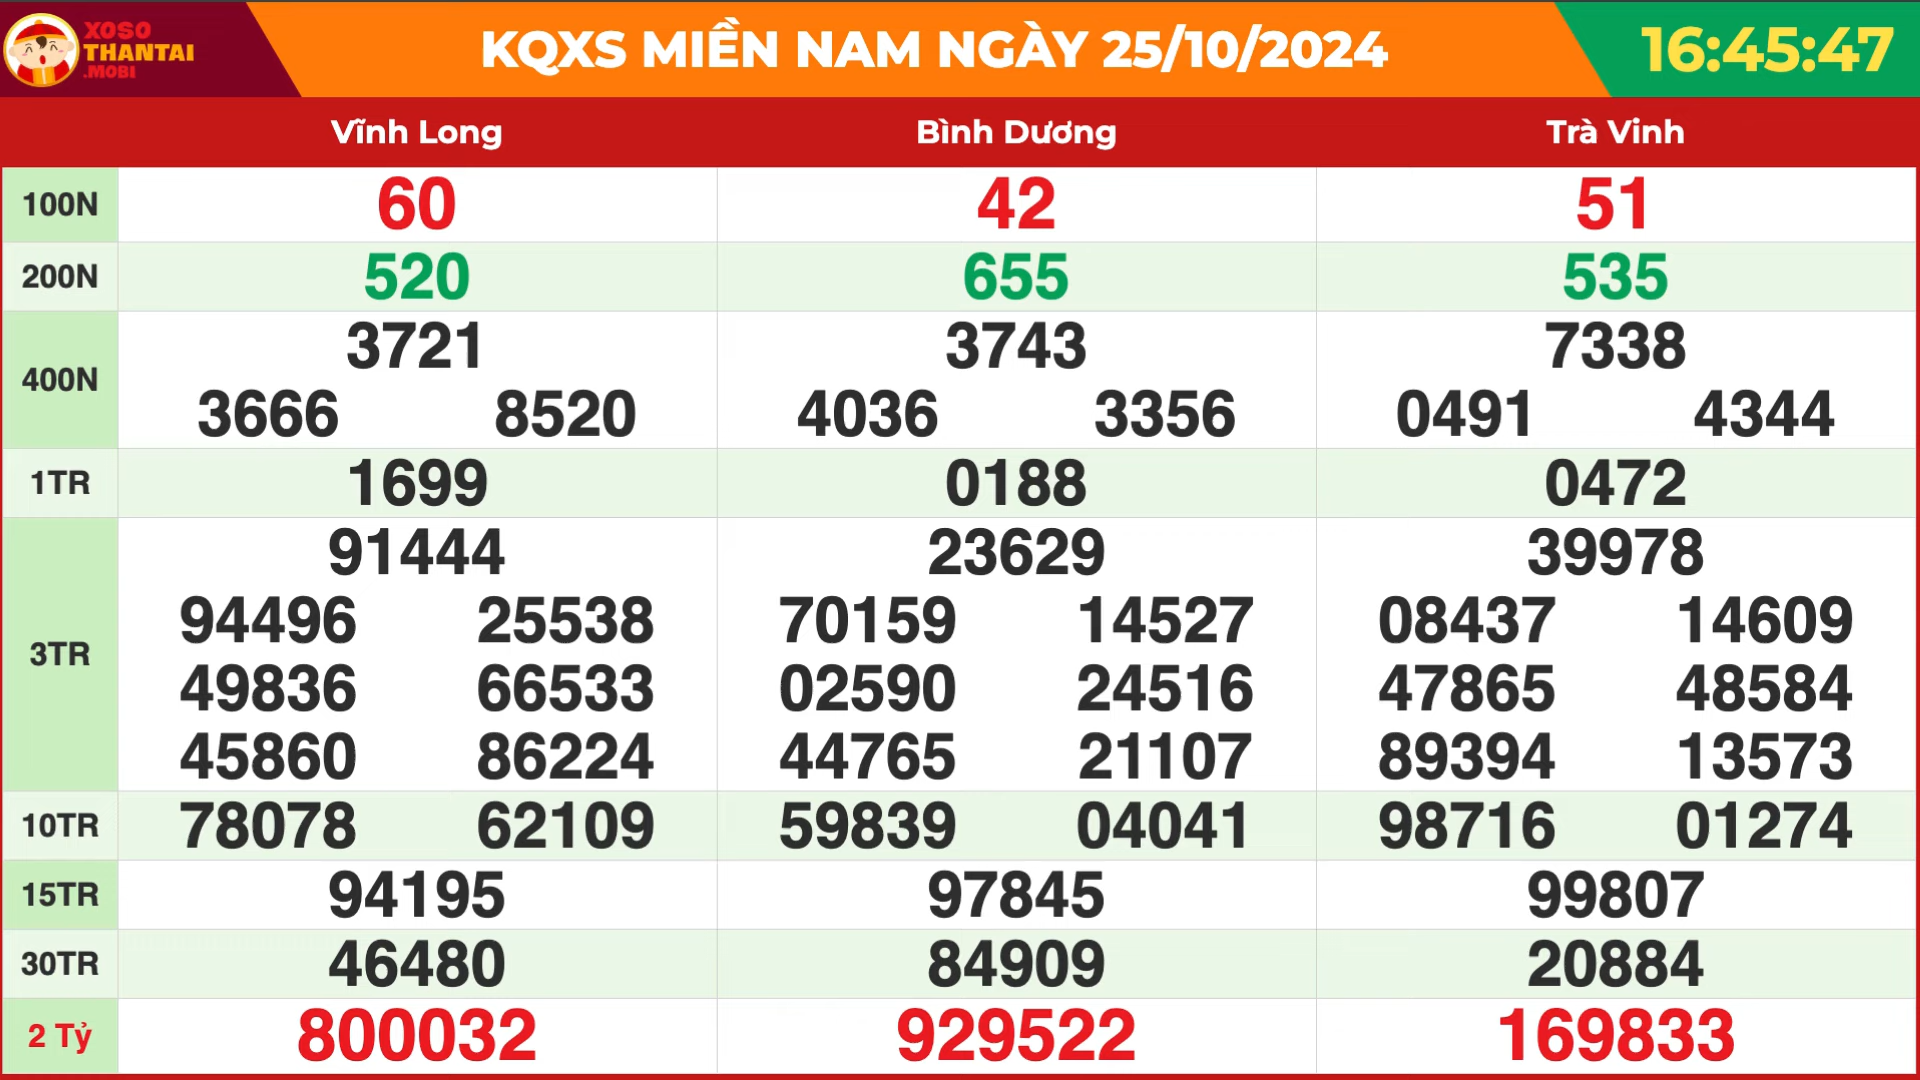 XOSO
THANTAI
.MOBI
KQXS MIỀN NAM NGÀY 25/10/2024
16:45:47
Vĩnh Long Bình Dương Trà Vinh
100N 60 42 51
200N 520 655 535
3721 3743 7338
400N
3666 8520 4036 3356 0491 4344
1TR 1699 0188 0472
91444 23629 39978
94496 25538 70159 14527 08437 14609
3TR
49836 66533 02590 24516 47865 48584
45860 86224 44765 21107 89394 13573
10TR 78078 62109 59839 04041 98716 01274
15TR 94195 97845 99807
30TR 46480 84909 20884
2 Tỷ 800032 929522 169833